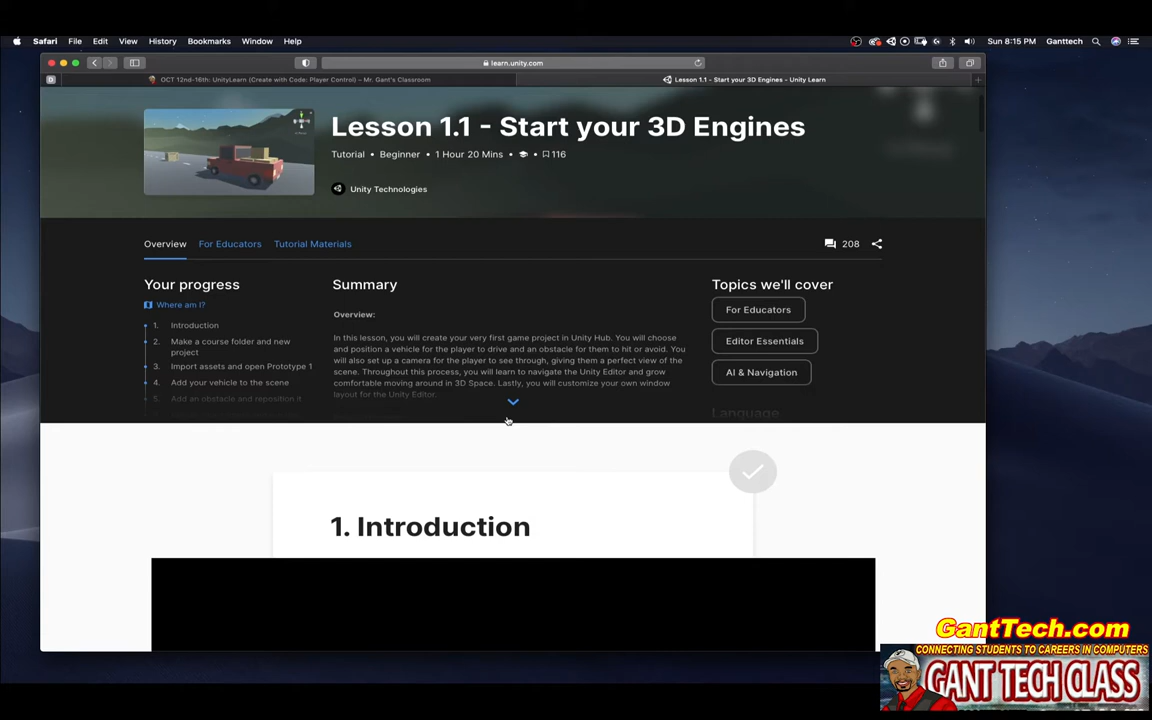 Safari File Edit View History Bookmarks Window Help
Sun 8:15 PM Ganttech
learn.unity.com
D
OCT 12nd-16th: UnityLearn (Create with Code: Player Control) – Mr. Gant's Classroom
Lesson 1.1 - Start your 3D Engines - Unity Learn
Lesson 1.1 - Start your 3D Engines
Tutorial • Beginner • 1 Hour 20 Mins • • 116
Unity Technologies
Overview For Educators Tutorial Materials
208
Your progress
Where am I?
1. Introduction
2. Make a course folder and new
project
3. Import assets and open Prototype 1
4. Add your vehicle to the scene
5. Add an obstacle and reposition it
Summary
Overview:
In this lesson, you will create your very first game project in Unity Hub. You will choose
and position a vehicle for the player to drive and an obstacle for them to hit or avoid. You
will also set up a camera for the player to see through, giving them a perfect view of the
scene. Throughout this process, you will learn to navigate the Unity Editor and grow
comfortable moving around in 3D Space. Lastly, you will customize your own window
layout for the Unity Editor.
Topics we'll cover
For Educators
Editor Essentials
AI & Navigation
Language
1. Introduction
GantTech.com
CONNECTING STUDENTS TO CAREERS IN COMPUTERS
GANT TECH CLASS